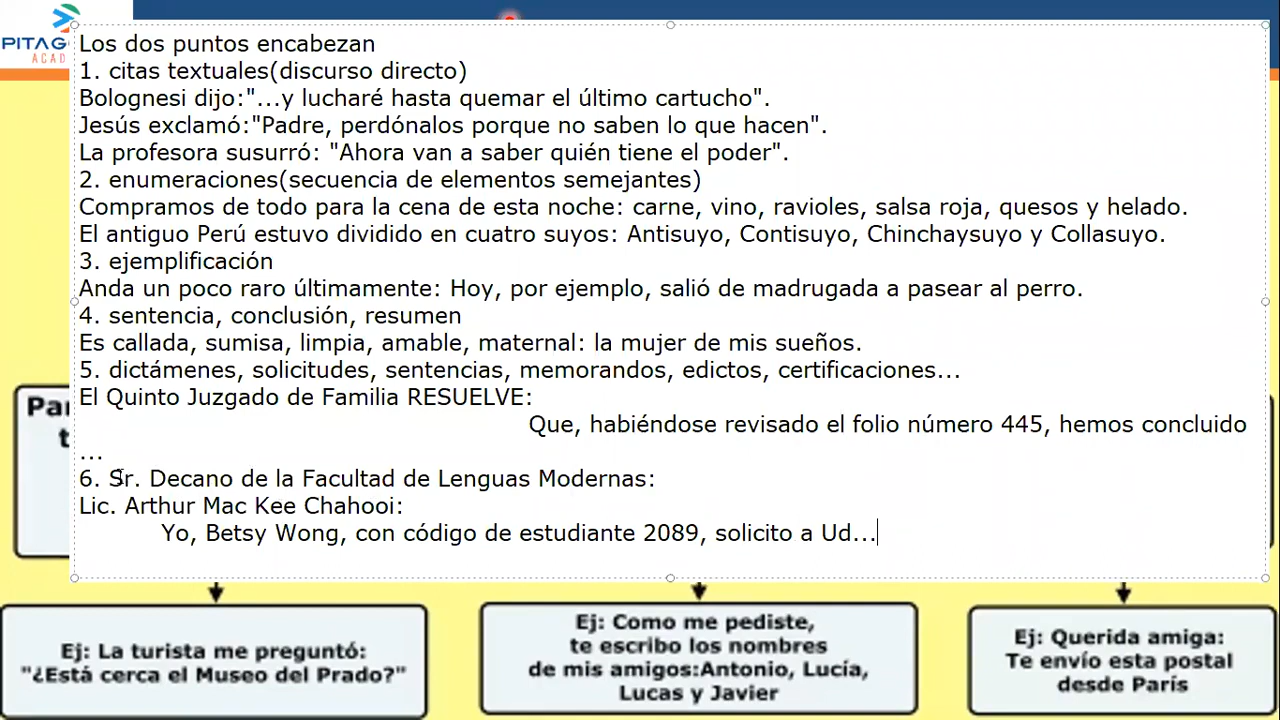 PITAG
ACAD
Los dos puntos encabezan
1. citas textuales(discurso directo)
Bolognesi dijo:"...y lucharé hasta quemar el último cartucho".
Jesús exclamó:"Padre, perdónalos porque no saben lo que hacen".
La profesora susurró: "Ahora van a saber quién tiene el poder".
2. enumeraciones(secuencia de elementos semejantes)
Compramos de todo para la cena de esta noche: carne, vino, ravioles, salsa roja, quesos y helado.
El antiguo Perú estuvo dividido en cuatro suyos: Antisuyo, Contisuyo, Chinchaysuyo y Collasuyo.
3. ejemplificación
Anda un poco raro últimamente: Hoy, por ejemplo, salió de madrugada a pasear al perro.
4. sentencia, conclusión, resumen
Es callada, sumisa, limpia, amable, maternal: la mujer de mis sueños.
5. dictámenes, solicitudes, sentencias, memorandos, edictos, certificaciones...
El Quinto Juzgado de Familia RESUELVE:
Que, habiéndose revisado el folio número 445, hemos concluido
...
6. Sr. Decano de la Facultad de Lenguas Modernas:
Lic. Arthur Mac Kee Chahooi:
Yo, Betsy Wong, con código de estudiante 2089, solicito a Ud...
Ej: La turista me preguntó:
"¿Está cerca el Museo del Prado?"
Ej: Como me pediste,
te escribo los nombres
de mis amigos:Antonio, Lucía,
Lucas y Javier
Ej: Querida amiga:
Te envío esta postal
desde París